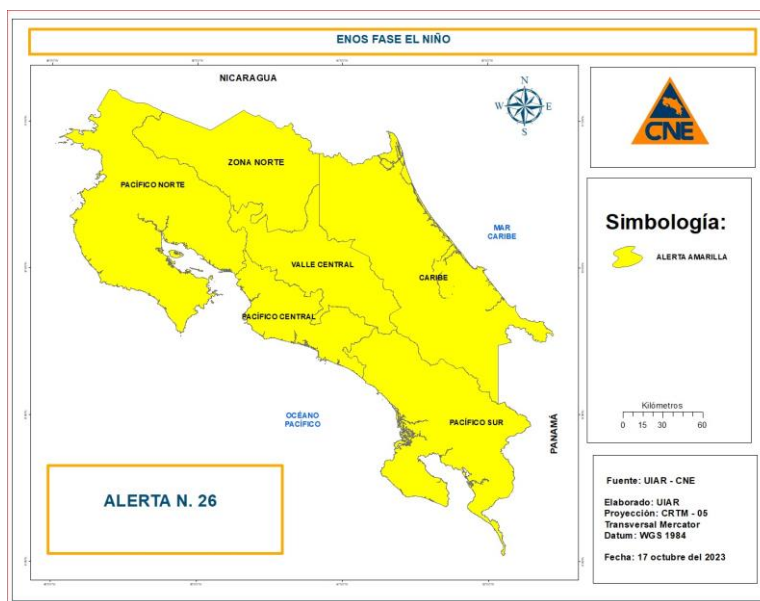 ENOS FASE EL NIÑO
NICARAGUA
N
W E
S
CNE
ZONA NORTE
PACÍFICO NORTE
MAR
CARIBE
VALLE CENTRAL
CARIBE
PACÍFICO CENTRAL
OCÉANO
PACÍFICO
PACÍFICO SUR
PANAMÁ
ALERTA N. 26
Simbología:
ALERTA AMARILLA
Kilómetros
0 15 30 60
Fuente: UIAR - CNE
Elaborado: UIAR
Proyección: CRTM - 05
Transversal Mercator
Datum: WGS 1984
Fecha: 17 octubre del 2023